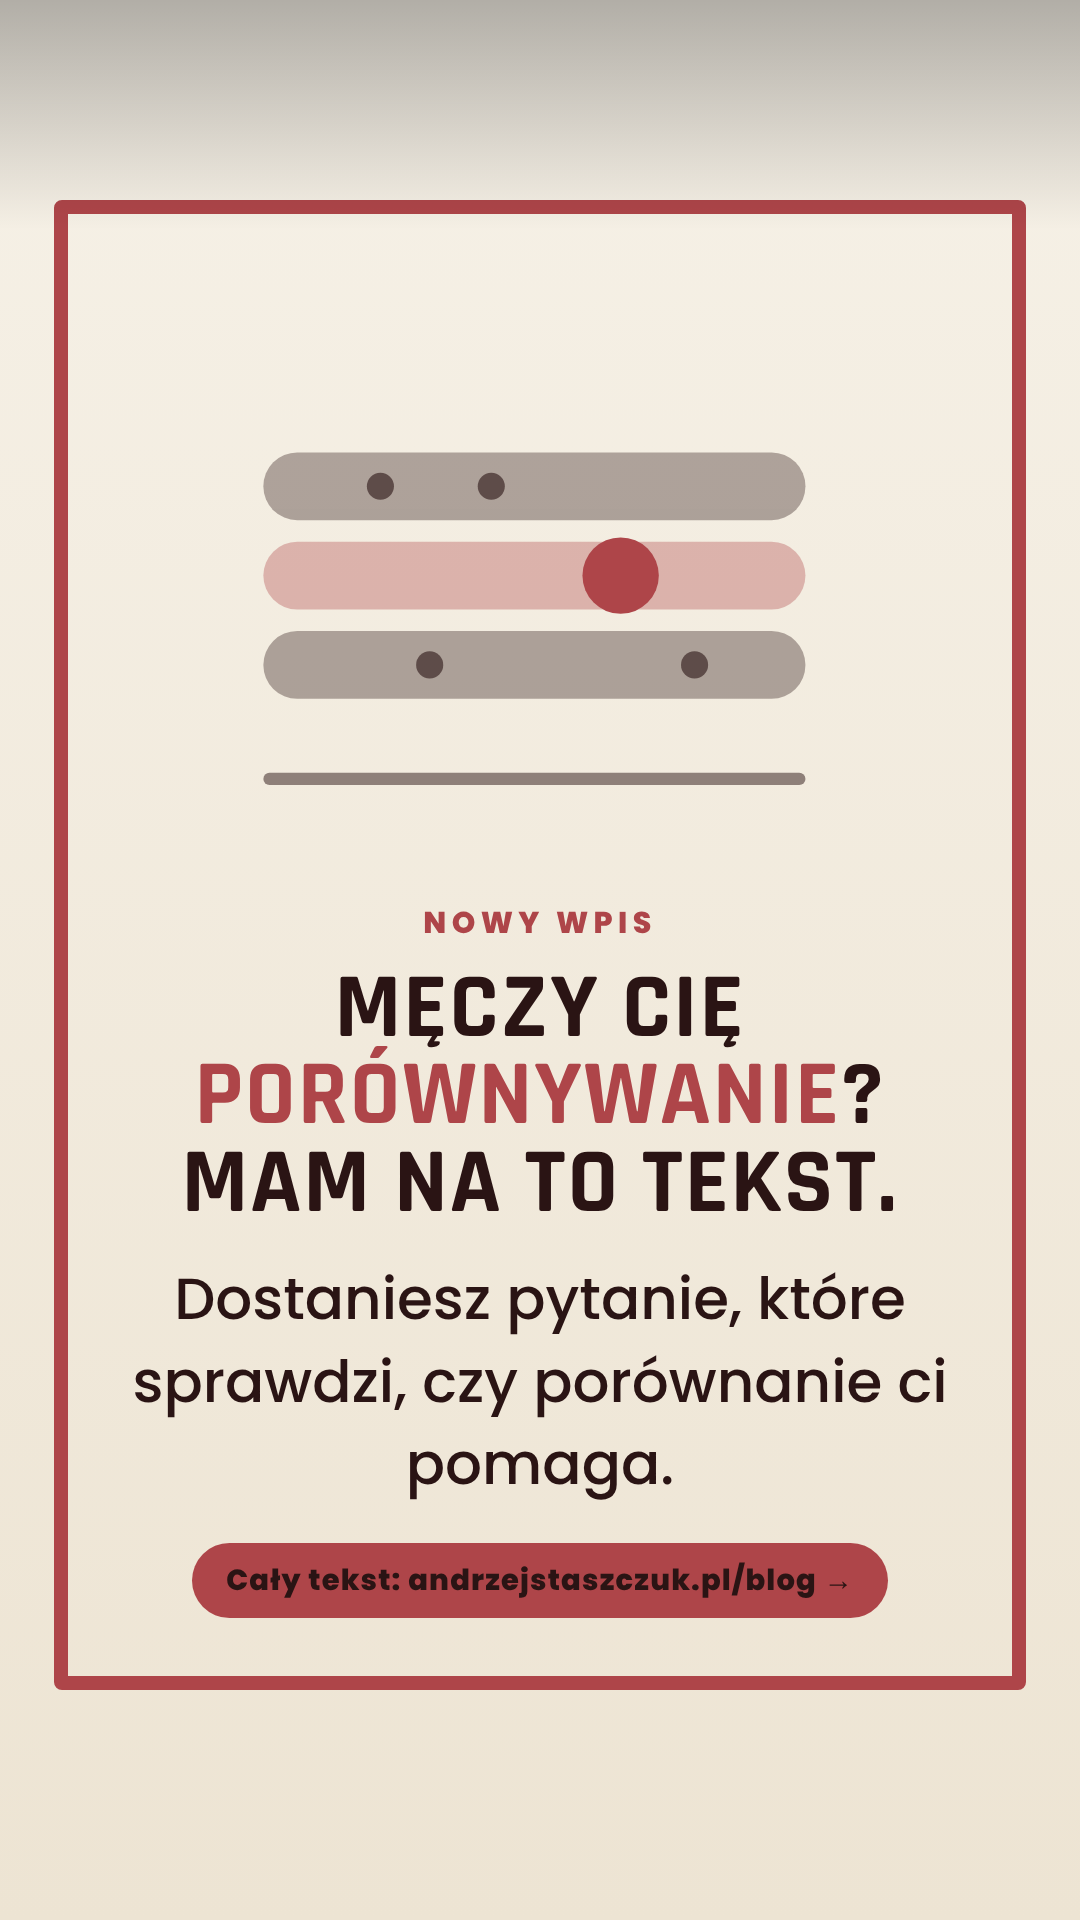 NOWY WPIS
MĘCZY CIĘ
PORÓWNYWANIE?
MAM NA TO TEKST.
Dostaniesz pytanie, które
sprawdzi, czy porównanie ci
pomaga.
Cały tekst: andrzejstaszczuk.pl/blog →